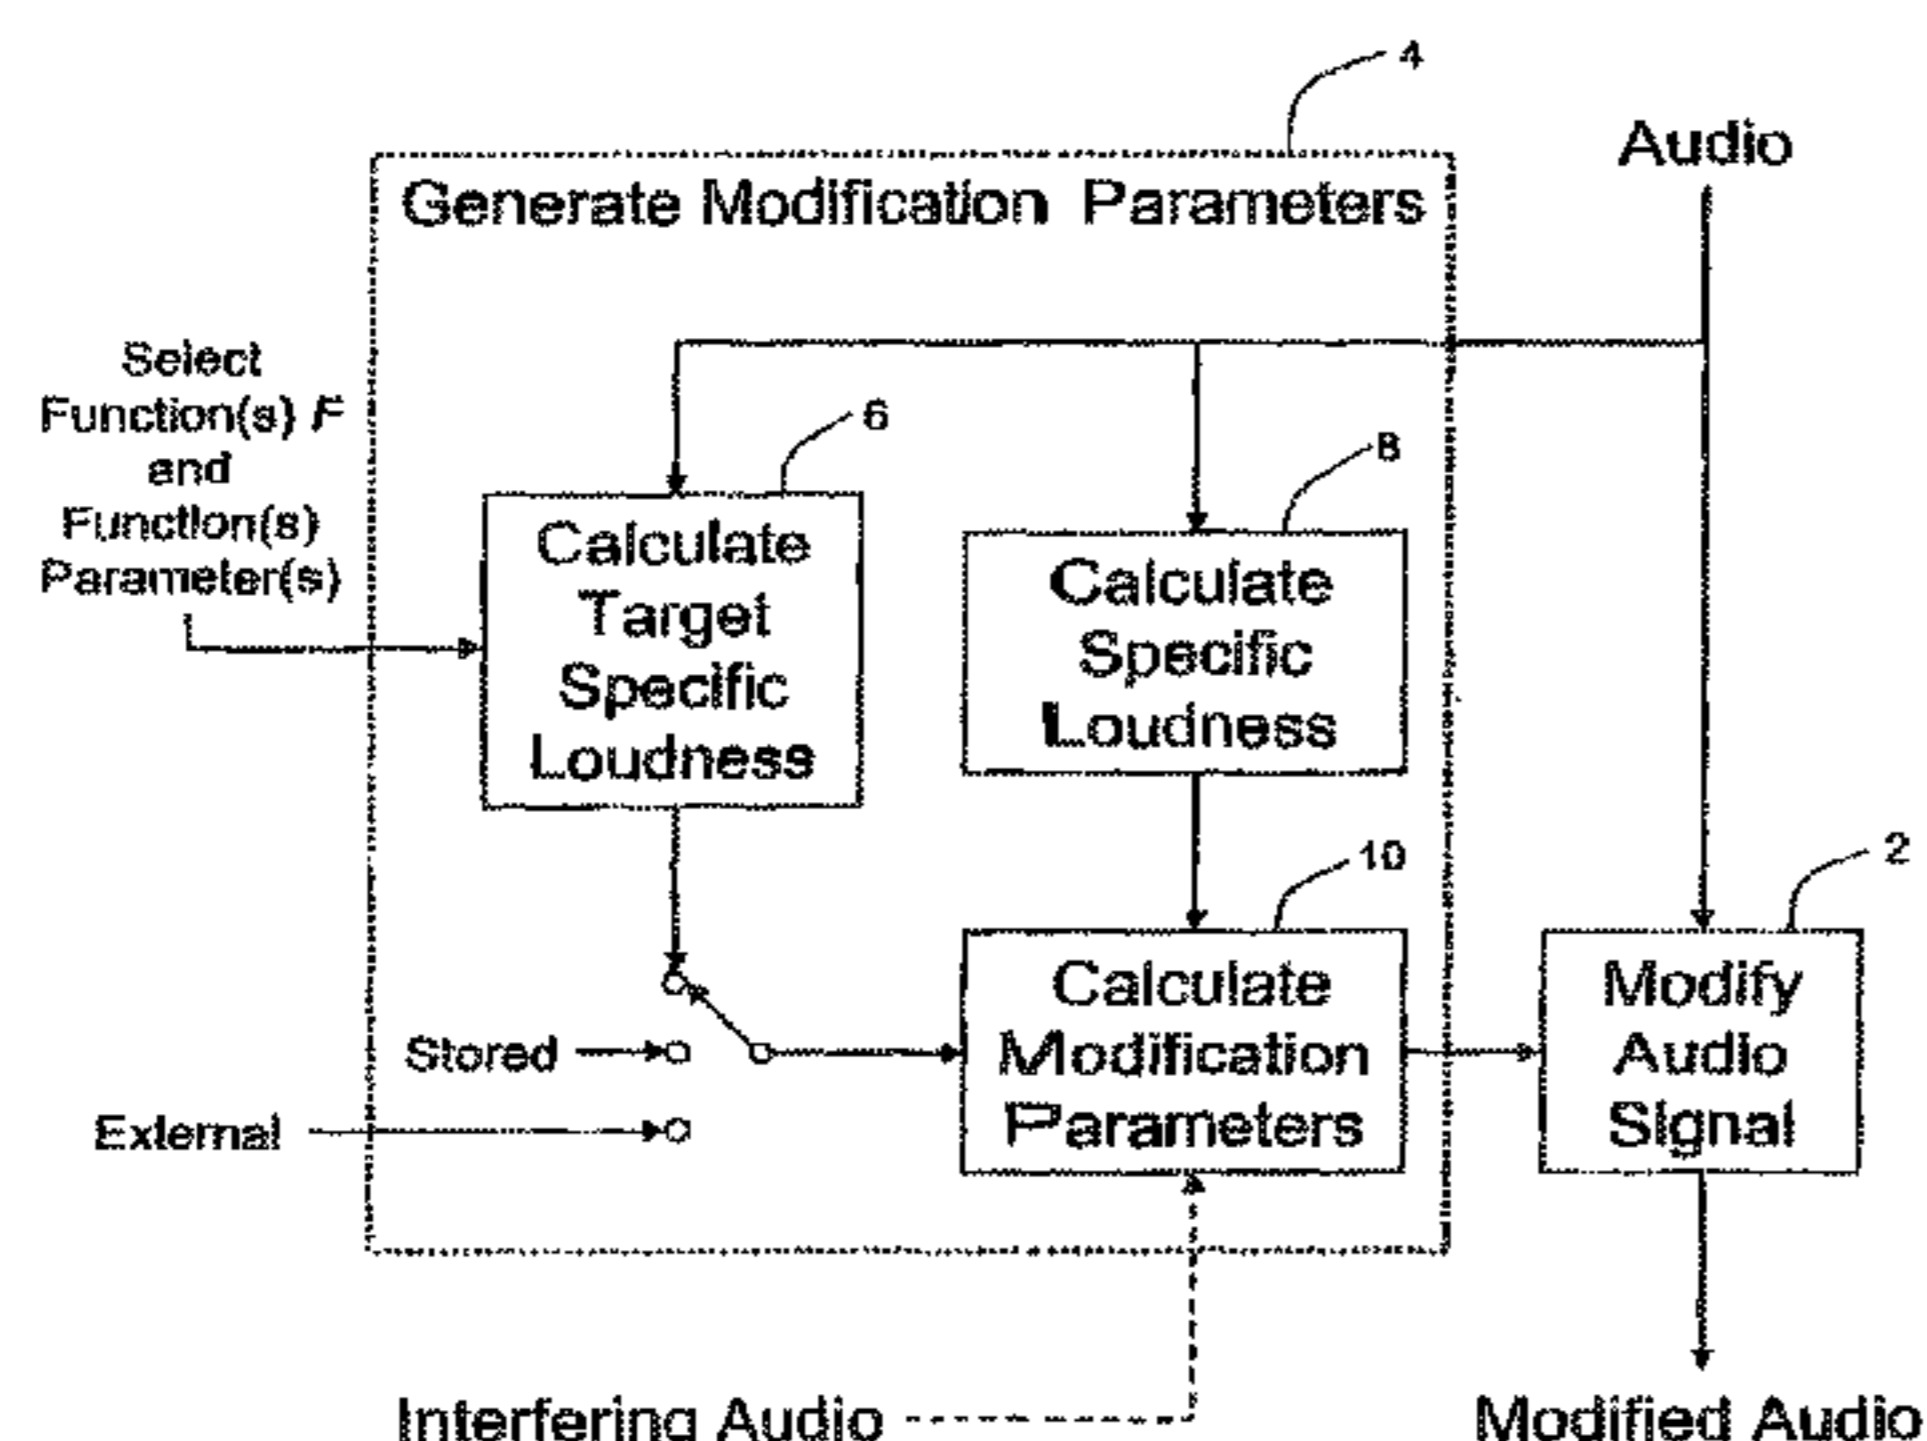 4
Audio
Generate Modification Parameters
Select
Function(s) F
and
Function(s)
Parameter(s)
6
8
Calculate
Target
Specific
Loudness
Calculate
Specific
Loudness
10
2
Calculate
Modification
Parameters
Modify
Audio
Signal
Stored
External
Interfering Audio
Modified Audio